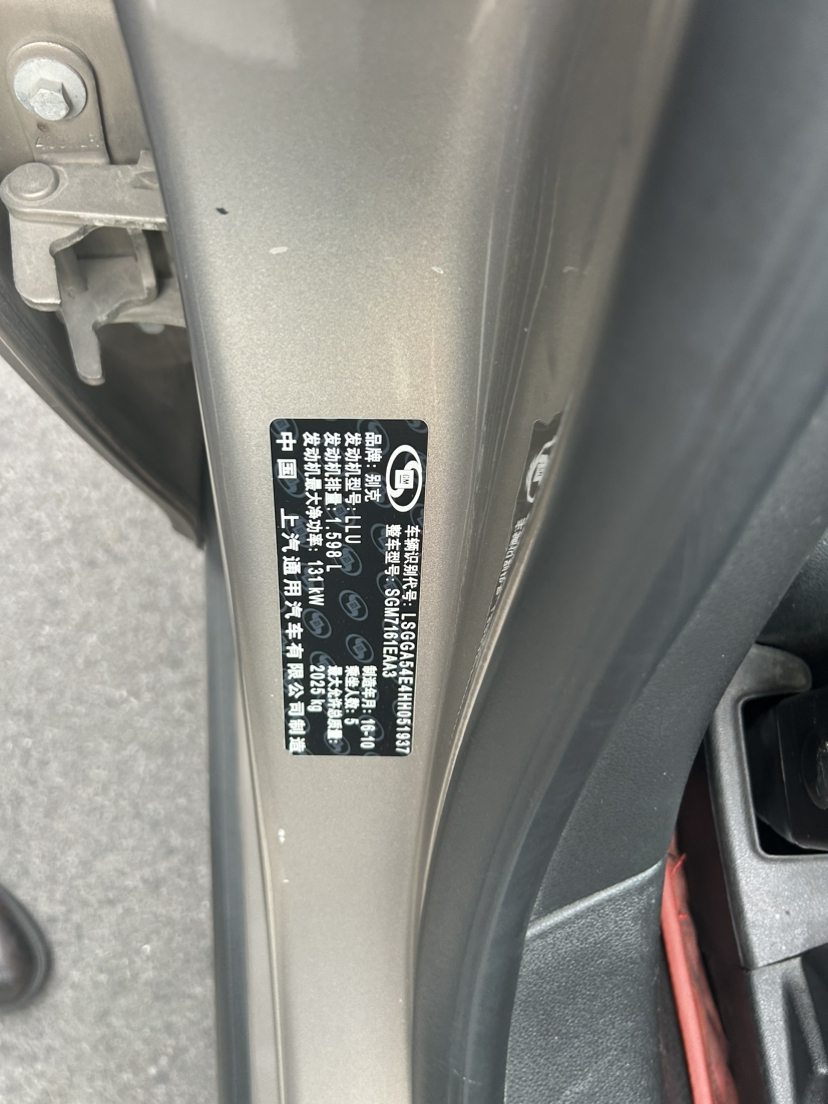 车辆识别代号: LSGGA54E4HH051937
整车型号: SGM7161EAA3
品牌: 别克
制造年月: 16-10
发动机型号:LLU
乘坐人数: 5
发动机排量:1.598 L
最大允许总质量:
发动机最大净功率: 131 kW
2025 kg
中国 上汽通用汽车有限公司制造